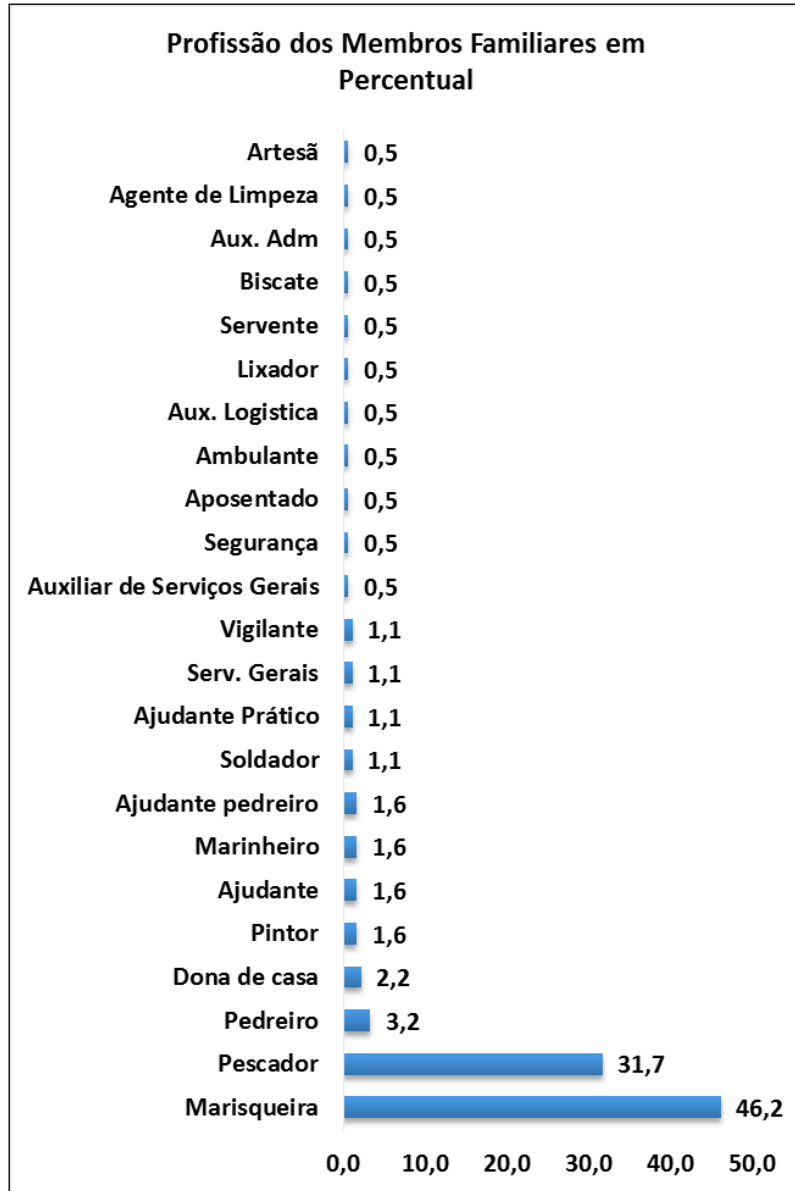 Profissão dos Membros Familiares em
Percentual
Artesã 0,5
Agente de Limpeza 0,5
Aux. Adm 0,5
Biscate 0,5
Servente 0,5
Lixador 0,5
Aux. Logistica 0,5
Ambulante 0,5
Aposentado 0,5
Segurança 0,5
Auxiliar de Serviços Gerais 0,5
Vigilante 1,1
Serv. Gerais 1,1
Ajudante Prático 1,1
Soldador 1,1
Ajudante pedreiro 1,6
Marinheiro 1,6
Ajudante 1,6
Pintor 1,6
Dona de casa 2,2
Pedreiro 3,2
Pescador 31,7
Marisqueira 46,2
0,0 10,0 20,0 30,0 40,0 50,0